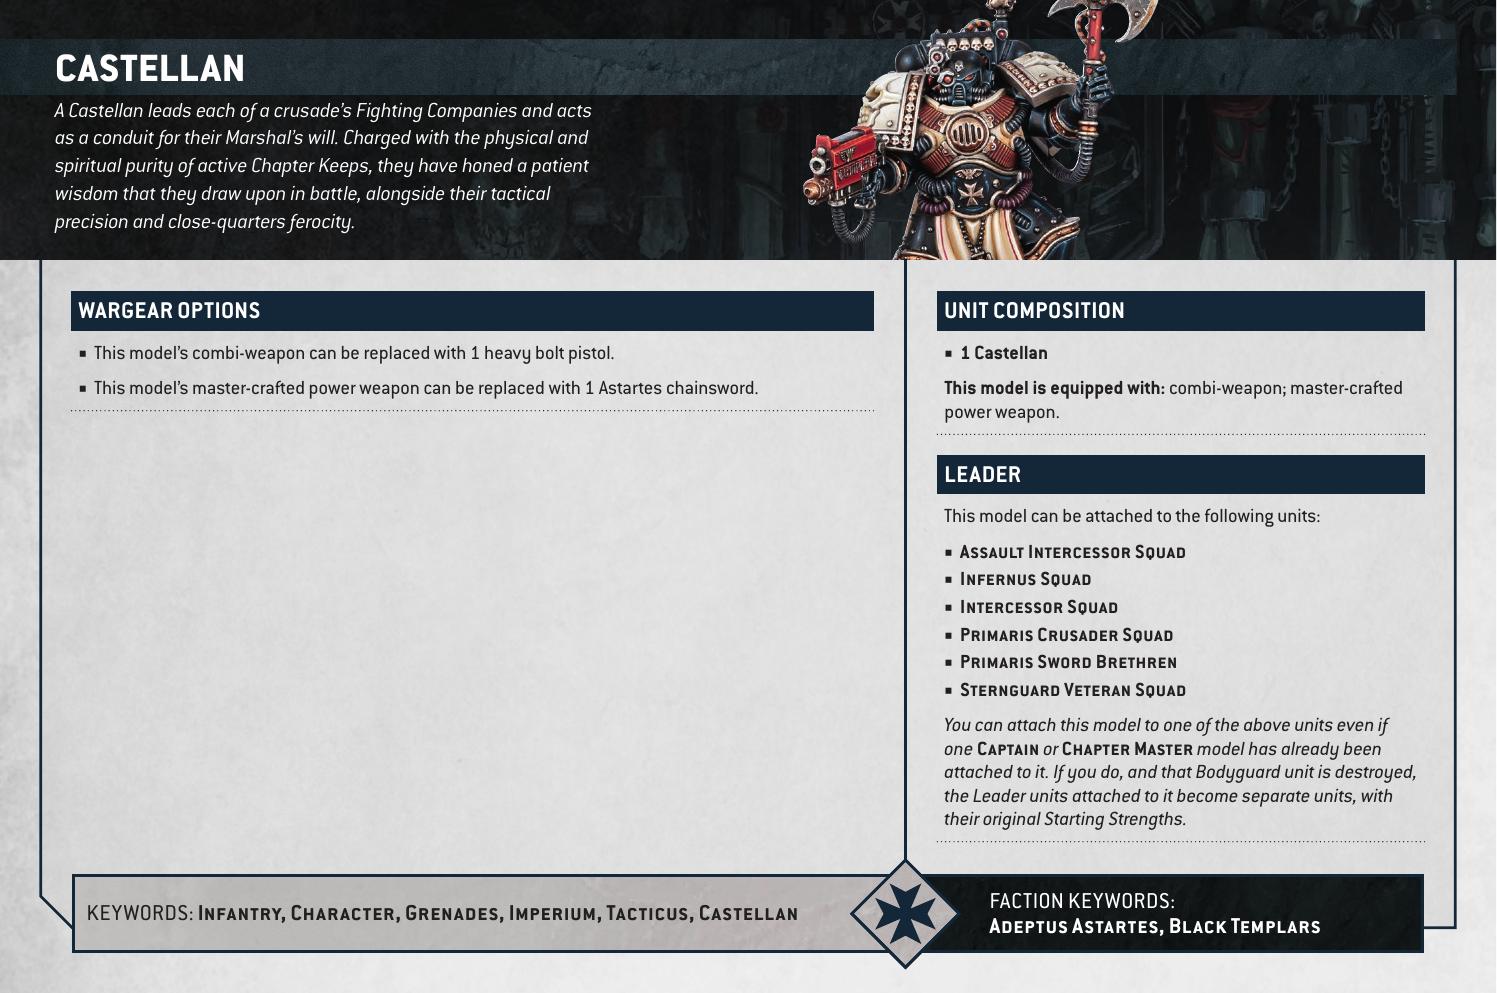 CASTELLAN
A Castellan leads each of a crusade's Fighting Companies and acts
as a conduit for their Marshal's will. Charged with the physical and
spiritual purity of active Chapter Keeps, they have honed a patient
wisdom that they draw upon in battle, alongside their tactical
precision and close-quarters ferocity.
WARGEAR OPTIONS
▪ This model's combi-weapon can be replaced with 1 heavy bolt pistol.
▪ This model's master-crafted power weapon can be replaced with 1 Astartes chainsword.
UNIT COMPOSITION
▪ 1 Castellan
This model is equipped with: combi-weapon; master-crafted
power weapon.
LEADER
This model can be attached to the following units:
▪ Assault Intercessor Squad
▪ Infernus Squad
▪ Intercessor Squad
▪ Primaris Crusader Squad
▪ Primaris Sword Brethren
▪ Sternguard Veteran Squad
You can attach this model to one of the above units even if
one Captain or Chapter Master model has already been
attached to it. If you do, and that Bodyguard unit is destroyed,
the Leader units attached to it become separate units, with
their original Starting Strengths.
KEYWORDS: Infantry, Character, Grenades, Imperium, Tacticus, Castellan
FACTION KEYWORDS:
Adeptus Astartes, Black Templars